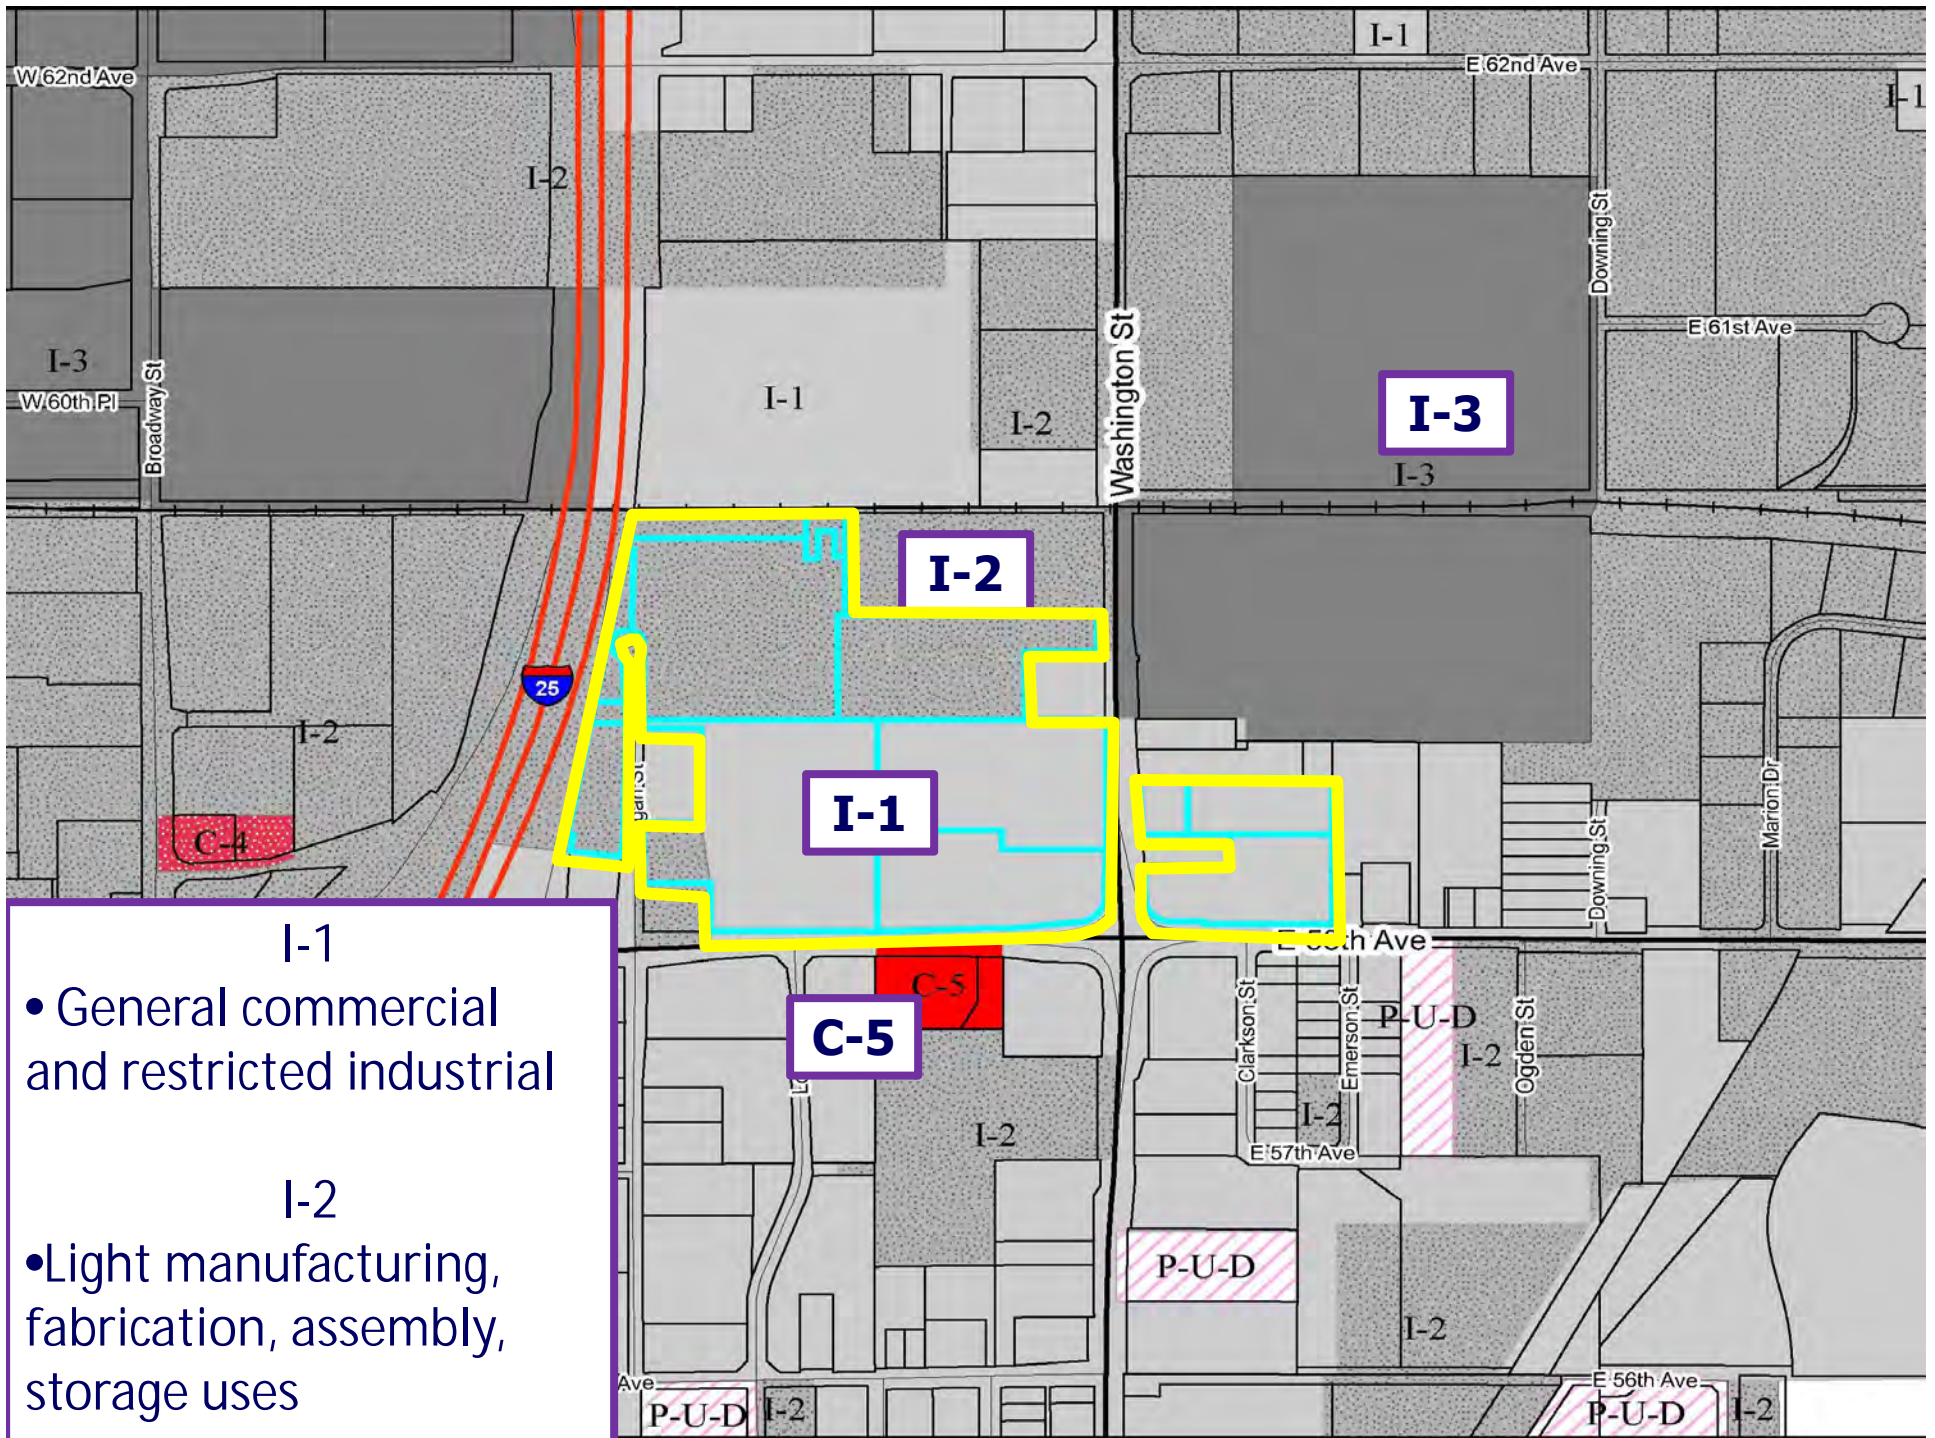 I-1
W 62nd Ave
E 62nd Ave
I-1
I-2
Downing St
E 61st Ave
Washington St
I-3
W 60th Pl
Broadway St
I-1
I-2
I-3
I-3
I-2
25
I-2
I-1
C-4
Marion Dr
Downing St
E 58th Ave
C-5
C-5
Clarkson St
Emerson St
P-U-D
I-2
Ogden St
I-2
I-2
E 57th Ave
P-U-D
I-2
Ave
E 56th Ave
P-U-D
I-2
P-U-D
I-2
I-1
• General commercial
and restricted industrial
I-2
•Light manufacturing,
fabrication, assembly,
storage uses